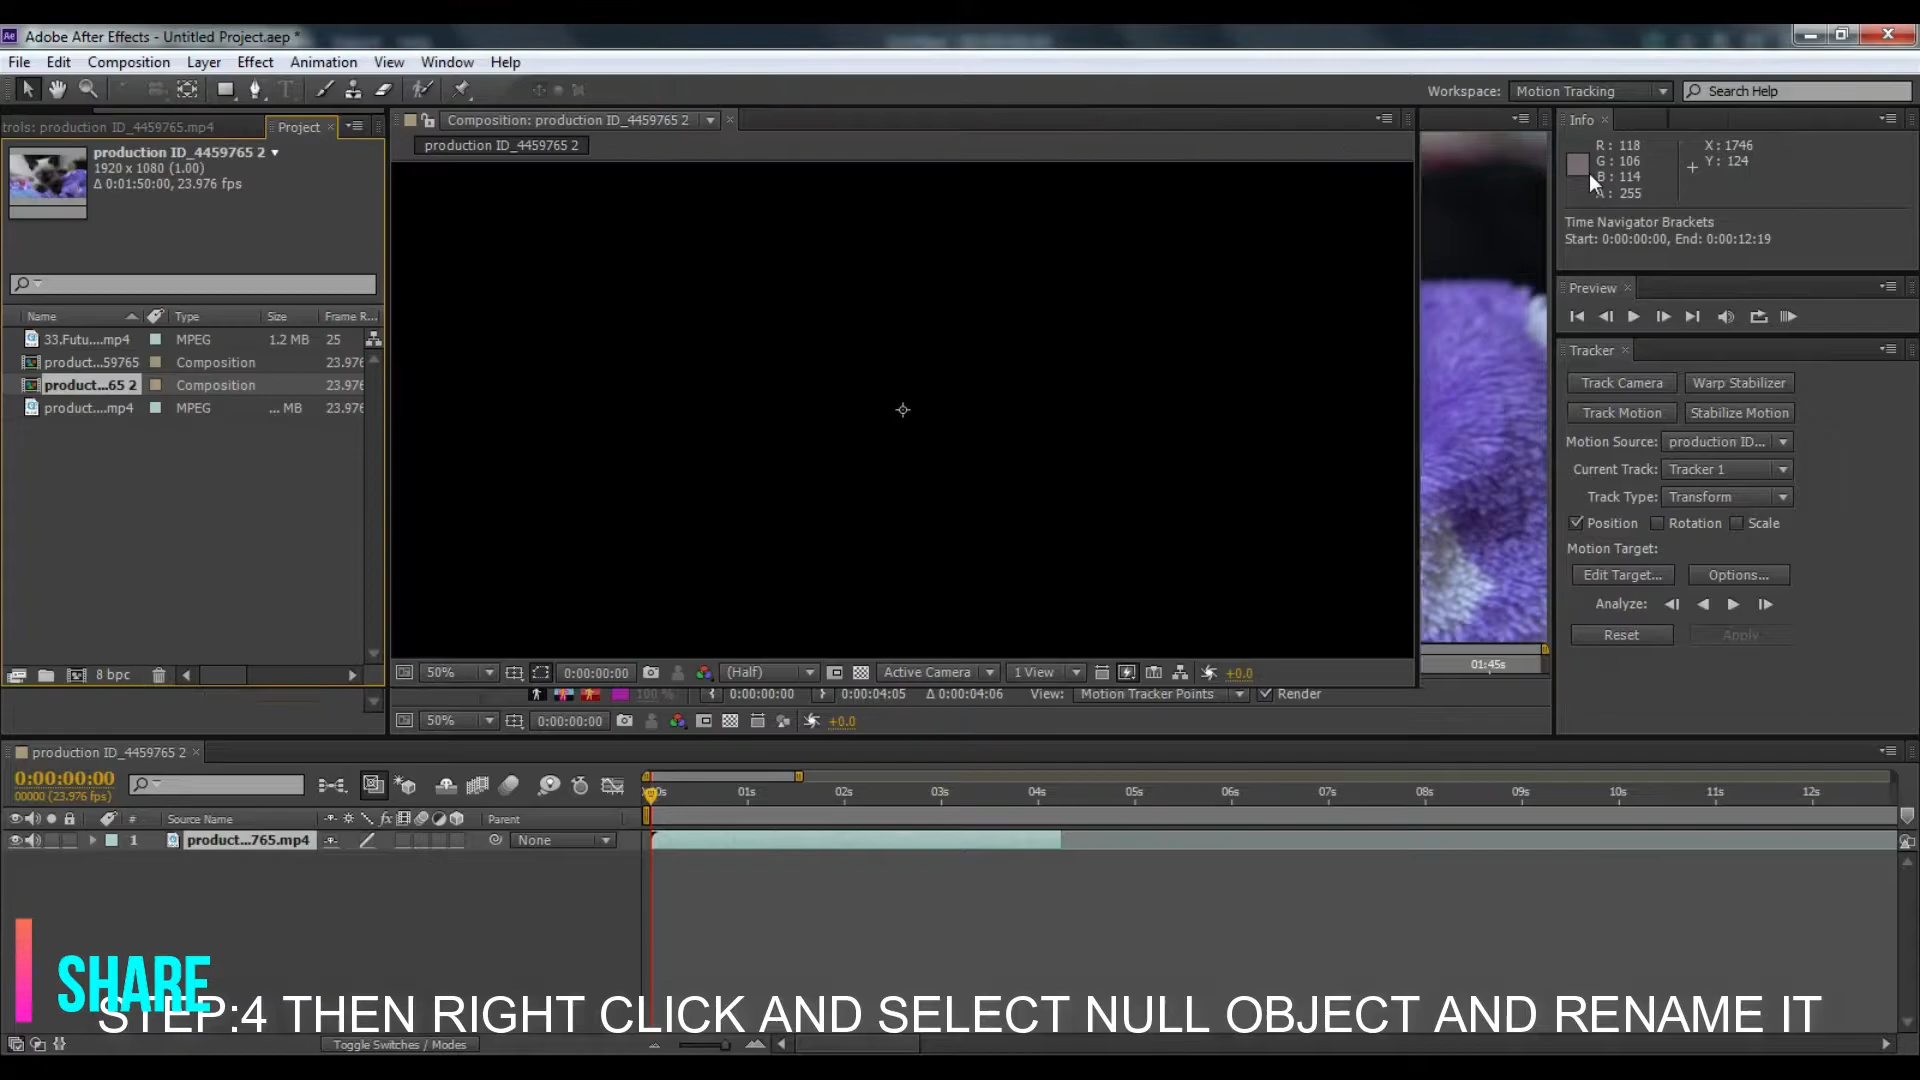 Adobe After Effects - Untitled Project.aep *
File Edit Composition Layer Effect Animation View Window Help
Workspace: Motion Tracking Search Help
trols: production ID_4459765.mp4 Project
Composition: production ID_4459765 2
production ID_4459765 2
production ID_4459765 2
1920 x 1080 (1.00)
Δ 0:01:50:00, 23.976 fps
Name Type Size Frame R...
33.Futu....mp4 MPEG 1.2 MB 25
product...59765 Composition 23.976
product...65 2 Composition 23.976
product....mp4 MPEG ... MB 23.976
8 bpc
50% 0:00:00:00 (Half) Active Camera 1 View +0.0
100 % 0:00:00:00 0:00:04:05 Δ 0:00:04:06 View: Motion Tracker Points Render
50% 0:00:00:00 +0.0
01:45s
Info
R: 118 X: 1746
G: 106 Y: 124
B: 114
A: 255
Time Navigator Brackets
Start: 0:00:00:00, End: 0:00:12:19
Preview
Tracker
Track Camera Warp Stabilizer
Track Motion Stabilize Motion
Motion Source: production ID...
Current Track: Tracker 1
Track Type: Transform
Position Rotation Scale
Motion Target:
Edit Target... Options...
Analyze:
Reset Apply
production ID_4459765 2
0:00:00:00
00000 (23.976 fps)
0s 01s 02s 03s 04s 05s 06s 07s 08s 09s 10s 11s 12s
# Source Name fx Parent
1 product...765.mp4 None
SHARE
STEP:4 THEN RIGHT CLICK AND SELECT NULL OBJECT AND RENAME IT
Toggle Switches / Modes